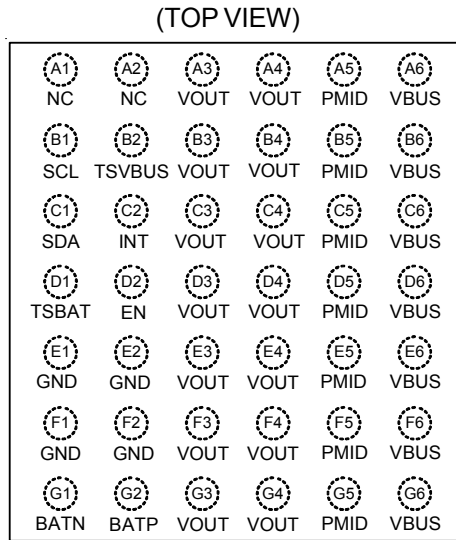 (TOP VIEW)
A1 A2 A3 A4 A5 A6
NC NC VOUT VOUT PMID VBUS
B1 B2 B3 B4 B5 B6
SCL TSVBUS VOUT VOUT PMID VBUS
C1 C2 C3 C4 C5 C6
SDA INT VOUT VOUT PMID VBUS
D1 D2 D3 D4 D5 D6
TSBAT EN VOUT VOUT PMID VBUS
E1 E2 E3 E4 E5 E6
GND GND VOUT VOUT PMID VBUS
F1 F2 F3 F4 F5 F6
GND GND VOUT VOUT PMID VBUS
G1 G2 G3 G4 G5 G6
BATN BATP VOUT VOUT PMID VBUS